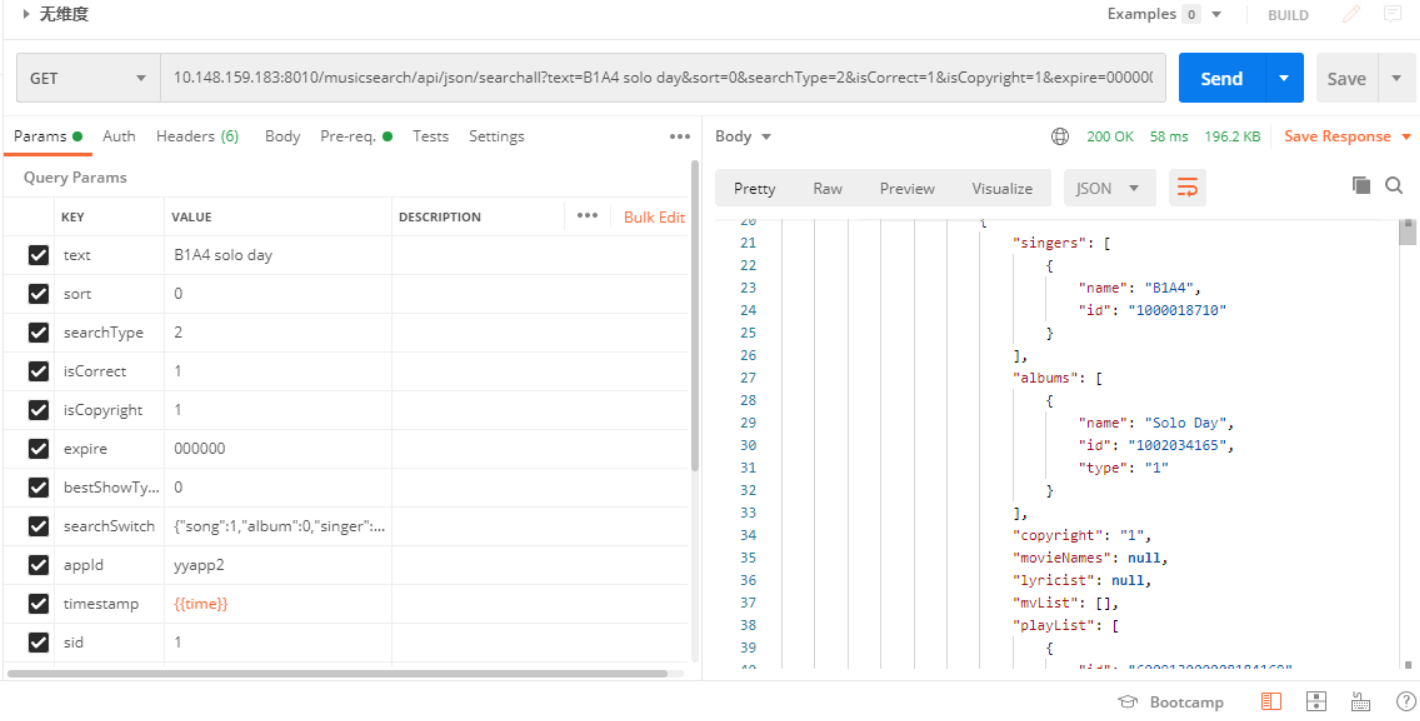 无维度
Examples 0 BUILD
GET 10.148.159.183:8010/musicsearch/api/json/searchall?text=B1A4 solo day&sort=0&searchType=2&isCorrect=1&isCopyright=1&expire=000000 Send Save
Params Auth Headers (6) Body Pre-req. Tests Settings •••
Query Params
KEY VALUE DESCRIPTION ••• Bulk Edit
text B1A4 solo day
sort 0
searchType 2
isCorrect 1
isCopyright 1
expire 000000
bestShowTy... 0
searchSwitch {"song":1,"album":0,"singer":...
appId yyapp2
timestamp {{time}}
sid 1
Body 200 OK 58 ms 196.2 KB Save Response
Pretty Raw Preview Visualize JSON
20 {
21 "singers": [
22 {
23 "name": "B1A4",
24 "id": "1000018710"
25 }
26 ],
27 "albums": [
28 {
29 "name": "Solo Day",
30 "id": "1002034165",
31 "type": "1"
32 }
33 ],
34 "copyright": "1",
35 "movieNames": null,
36 "lyricist": null,
37 "mvList": [],
38 "playList": [
39 {
40
Bootcamp